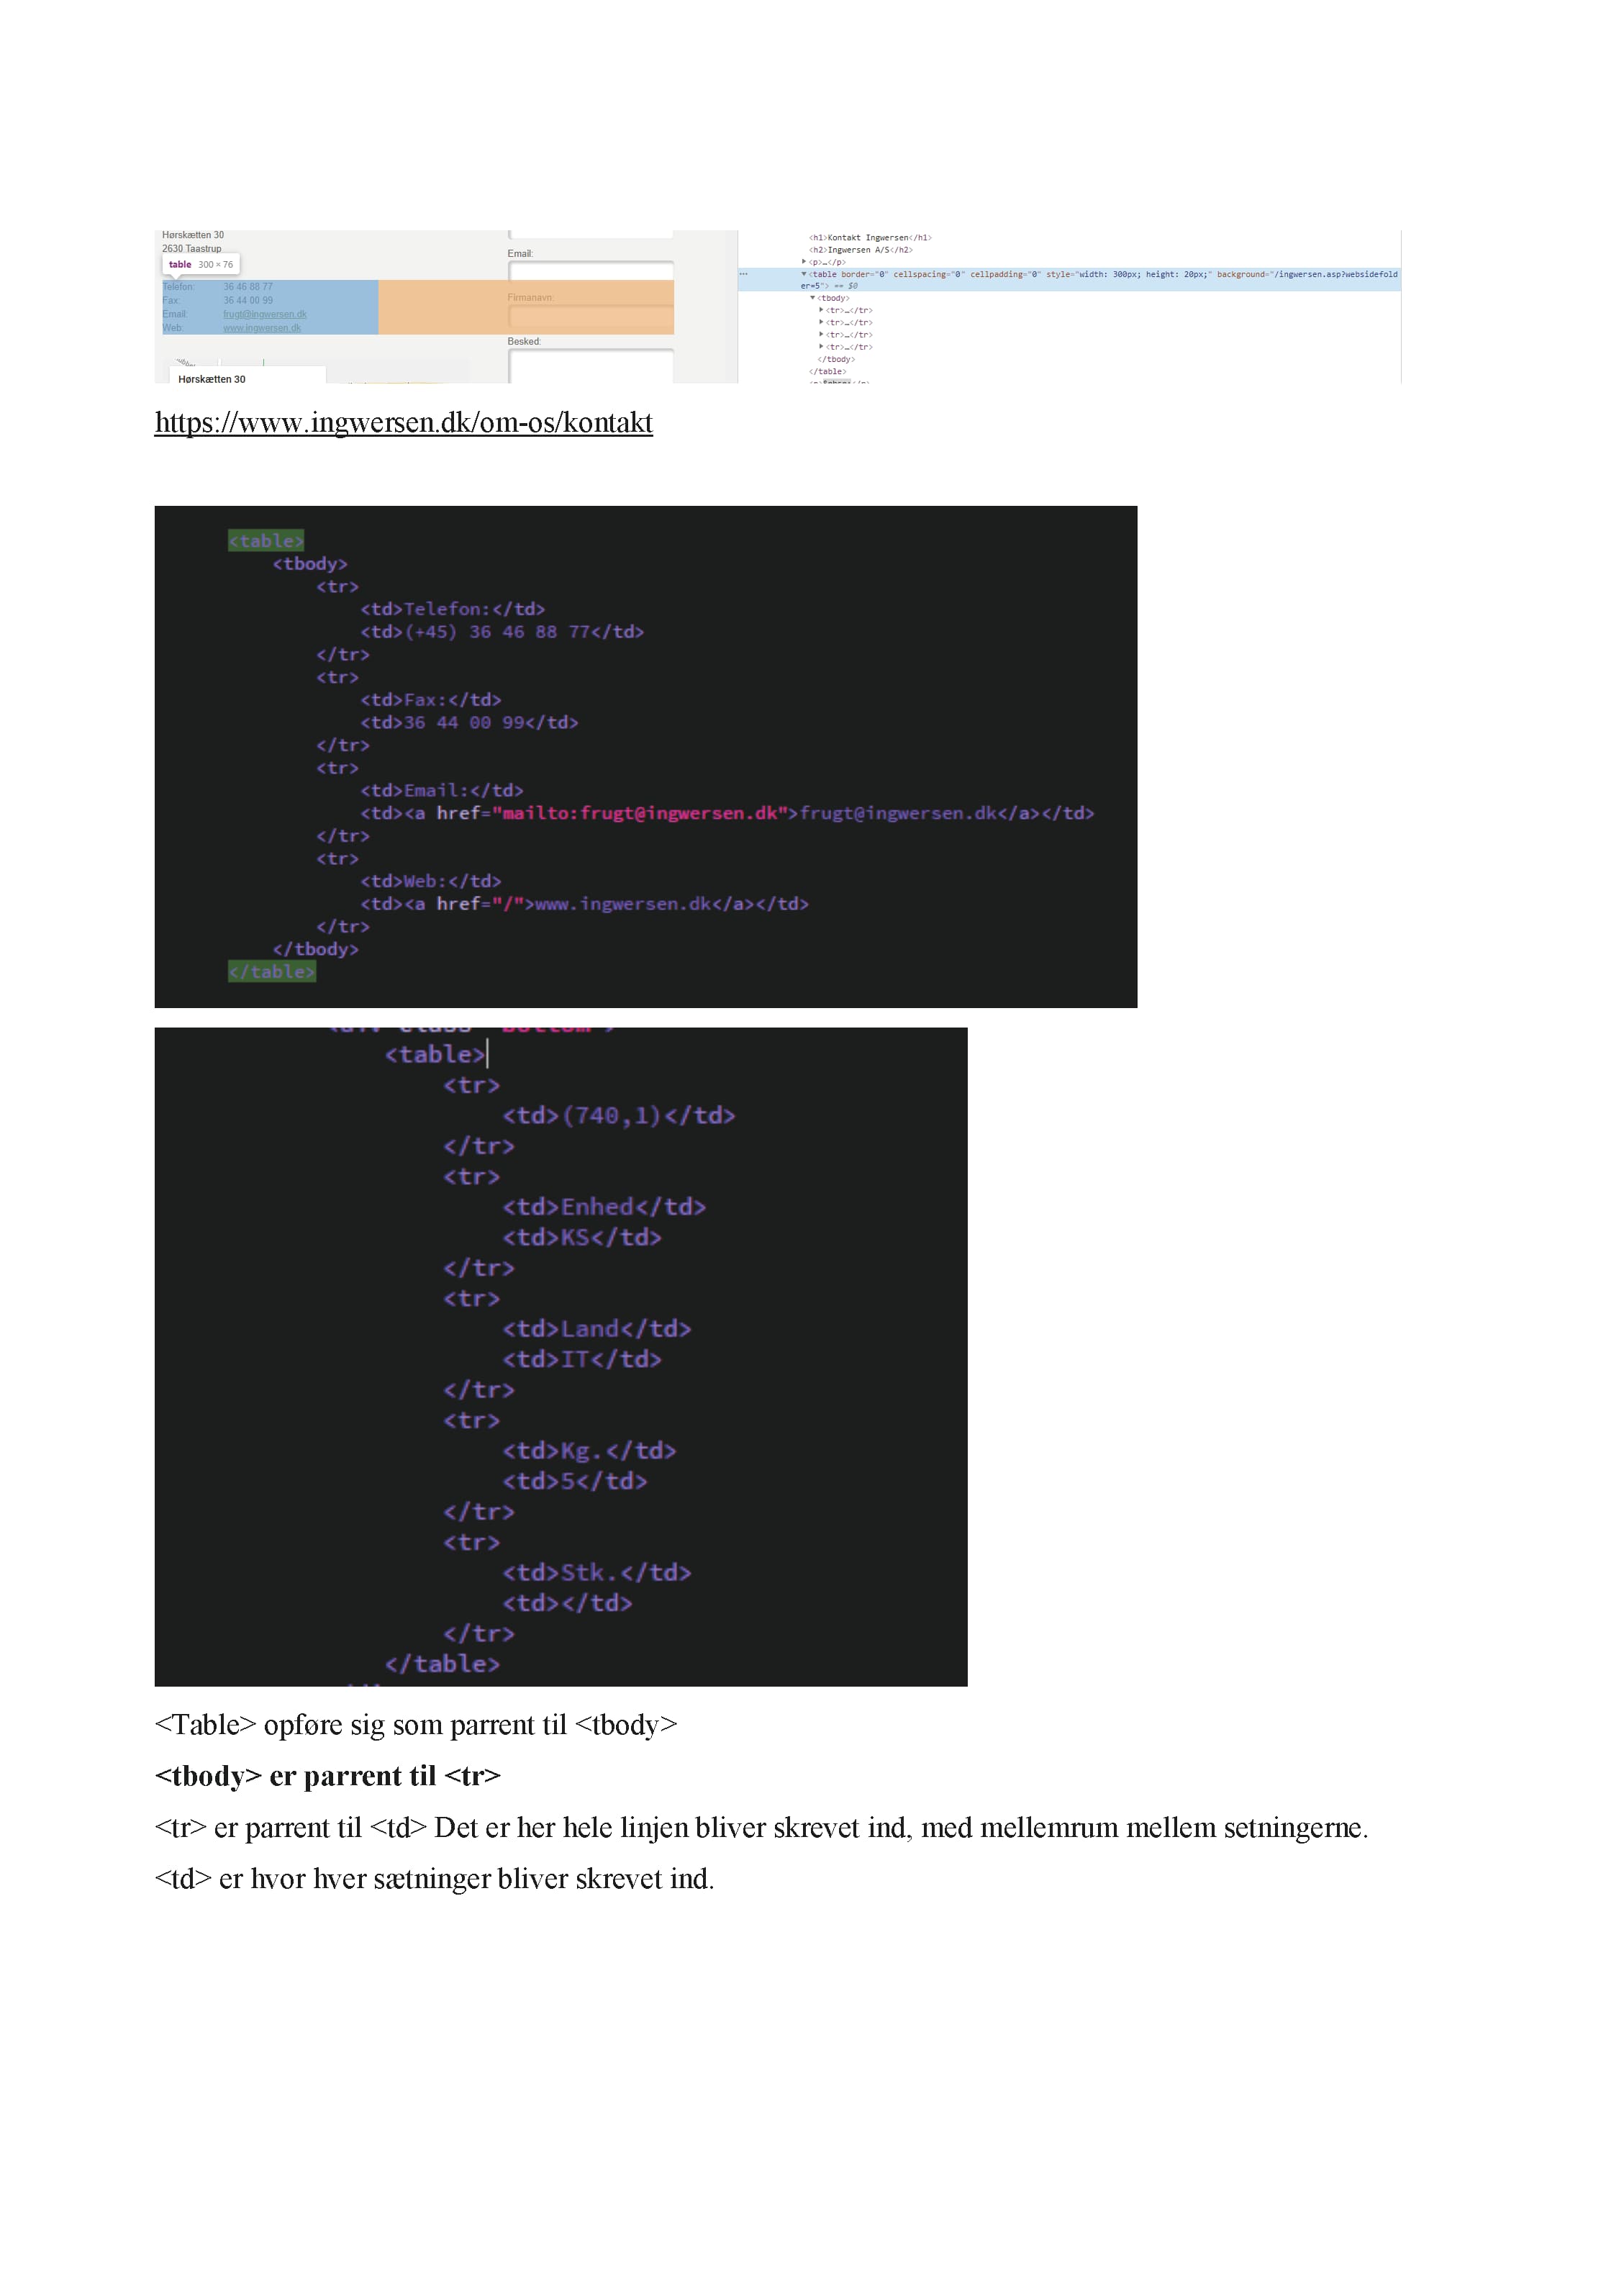 Hørskætten 30
2630 Taastrup
table 300 × 76
Telefon: 36 46 88 77
Fax: 36 44 00 99
Email: frugt@ingwersen.dk
Web: www.ingwersen.dk
Hørskætten 30
Email:
Firmanavn:
Besked:
<h1>Kontakt Ingwersen</h1>
<h2>Ingwersen A/S</h2>
<p>…</p>
<table border="0" cellspacing="0" cellpadding="0" style="width: 300px; height: 20px;" background="/ingwersen.asp?websidefold
er=5"> == $0
<tbody>
<tr>…</tr>
<tr>…</tr>
<tr>…</tr>
<tr>…</tr>
</tbody>
</table>
https://www.ingwersen.dk/om-os/kontakt
<table>
<tbody>
<tr>
<td>Telefon:</td>
<td>(+45) 36 46 88 77</td>
</tr>
<tr>
<td>Fax:</td>
<td>36 44 00 99</td>
</tr>
<tr>
<td>Email:</td>
<td><a href="mailto:frugt@ingwersen.dk">frugt@ingwersen.dk</a></td>
</tr>
<tr>
<td>Web:</td>
<td><a href="/">www.ingwersen.dk</a></td>
</tr>
</tbody>
</table>
<table>
<tr>
<td>(740,1)</td>
</tr>
<tr>
<td>Enhed</td>
<td>KS</td>
</tr>
<tr>
<td>Land</td>
<td>IT</td>
</tr>
<tr>
<td>Kg.</td>
<td>5</td>
</tr>
<tr>
<td>Stk.</td>
<td></td>
</tr>
</table>
<Table> opføre sig som parrent til <tbody>
<tbody> er parrent til <tr>
<tr> er parrent til <td> Det er her hele linjen bliver skrevet ind, med mellemrum mellem setningerne.
<td> er hvor hver sætninger bliver skrevet ind.